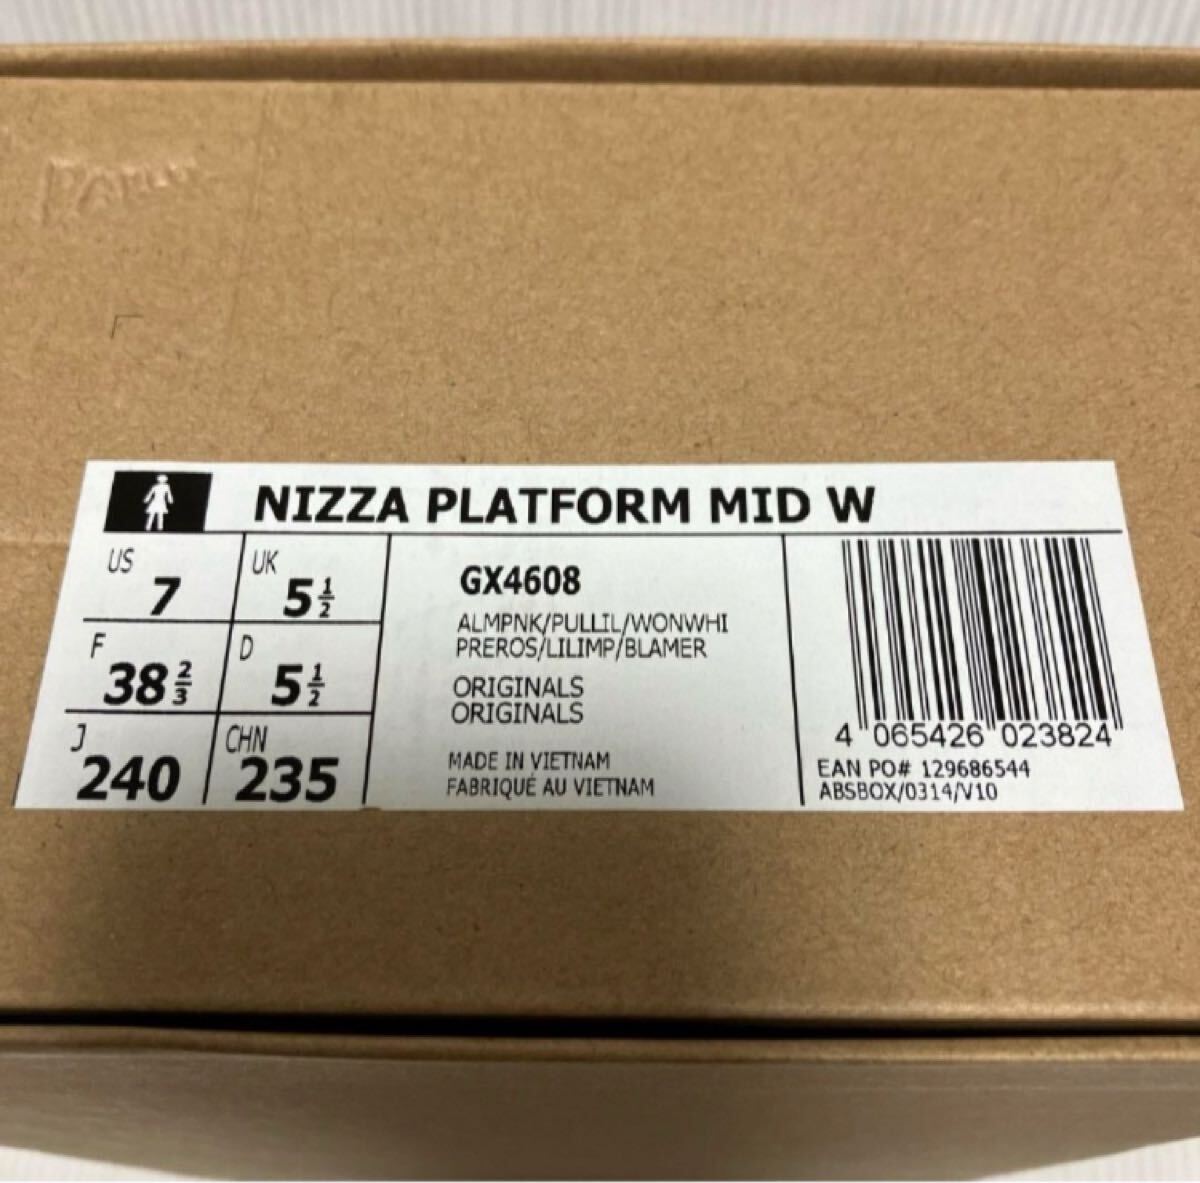 NIZZA PLATFORM MID W
US 7
UK 5 1/2
F 38 2/3
D 5 1/2
J 240
CHN 235
GX4608
ALMPNK/PULLIL/WONWHI
PREROS/LILIMP/BLAMER
ORIGINALS
ORIGINALS
MADE IN VIETNAM
FABRIQUÉ AU VIETNAM
4 065426 023824
EAN PO# 129686544
ABSBOX/0314/V10